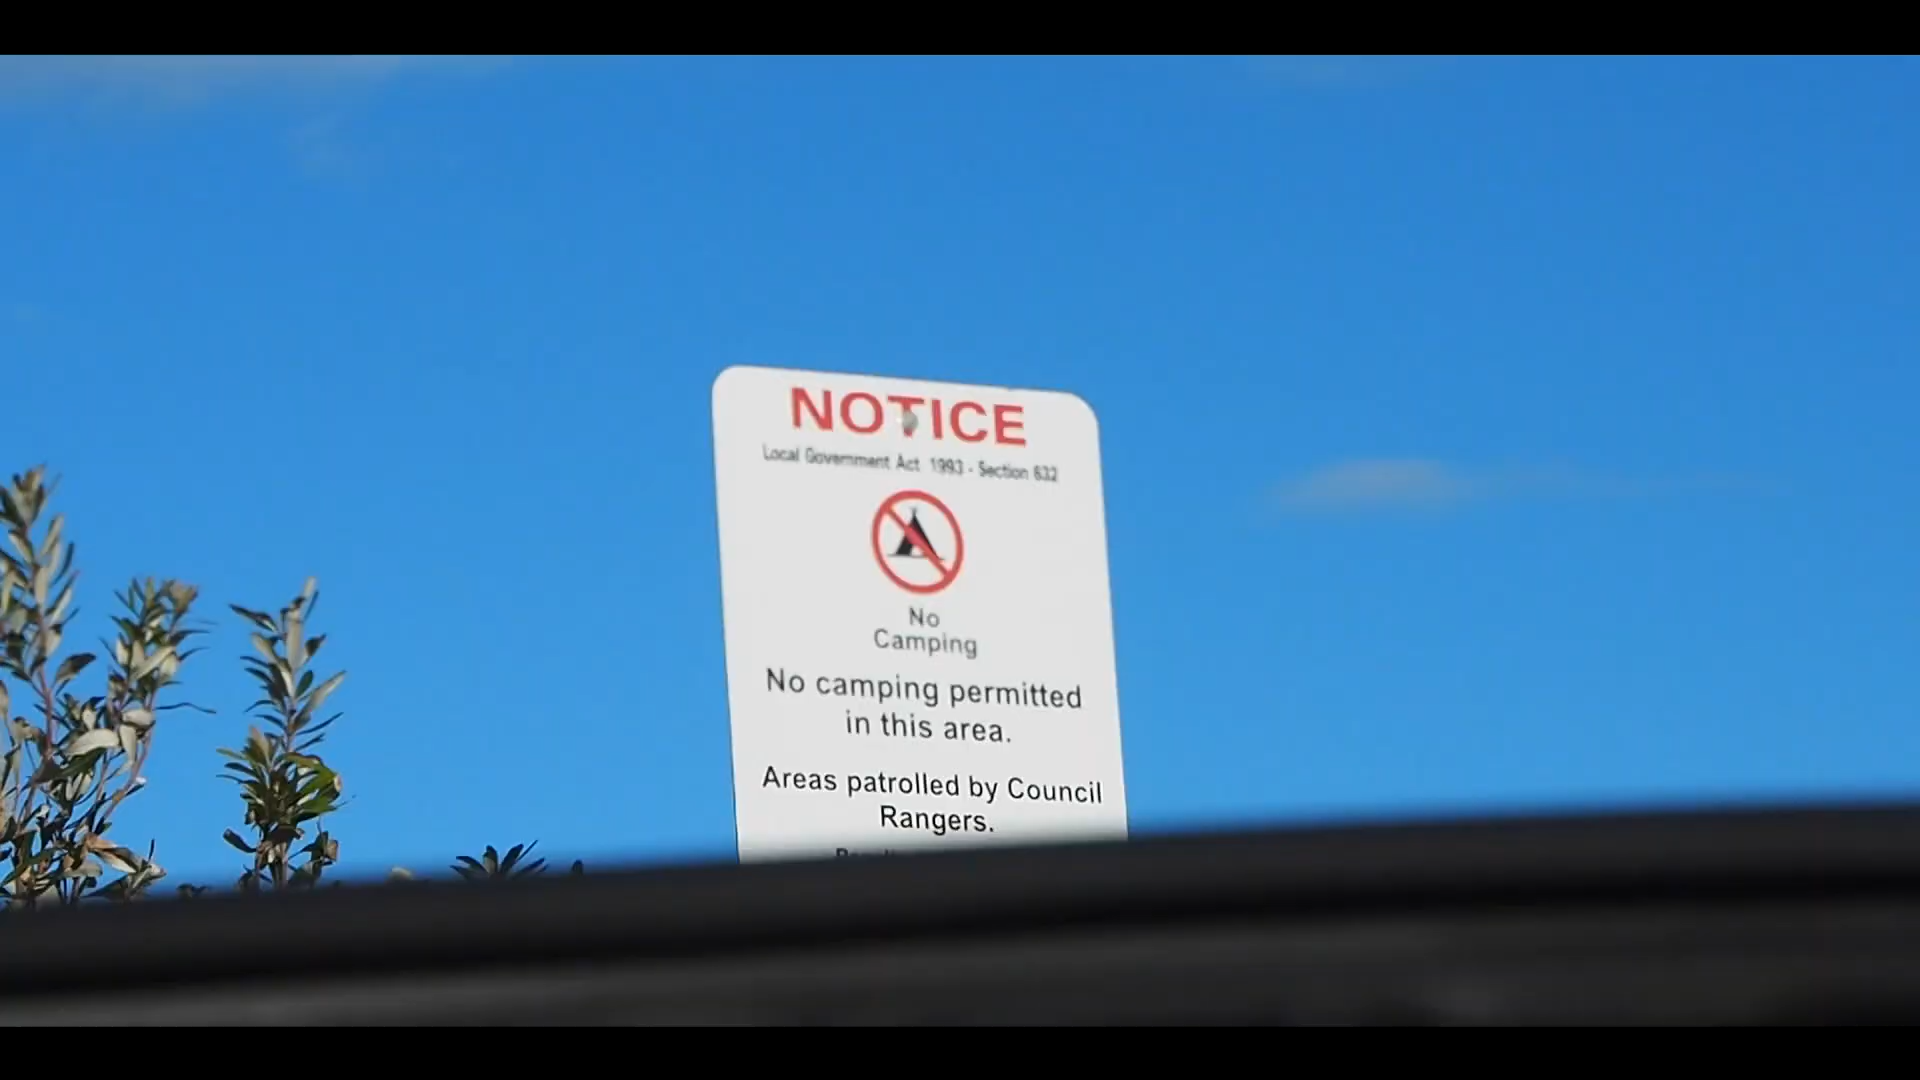 NOTICE
Local Government Act 1993 - Section 632
No
Camping
No camping permitted
in this area.
Areas patrolled by Council
Rangers.